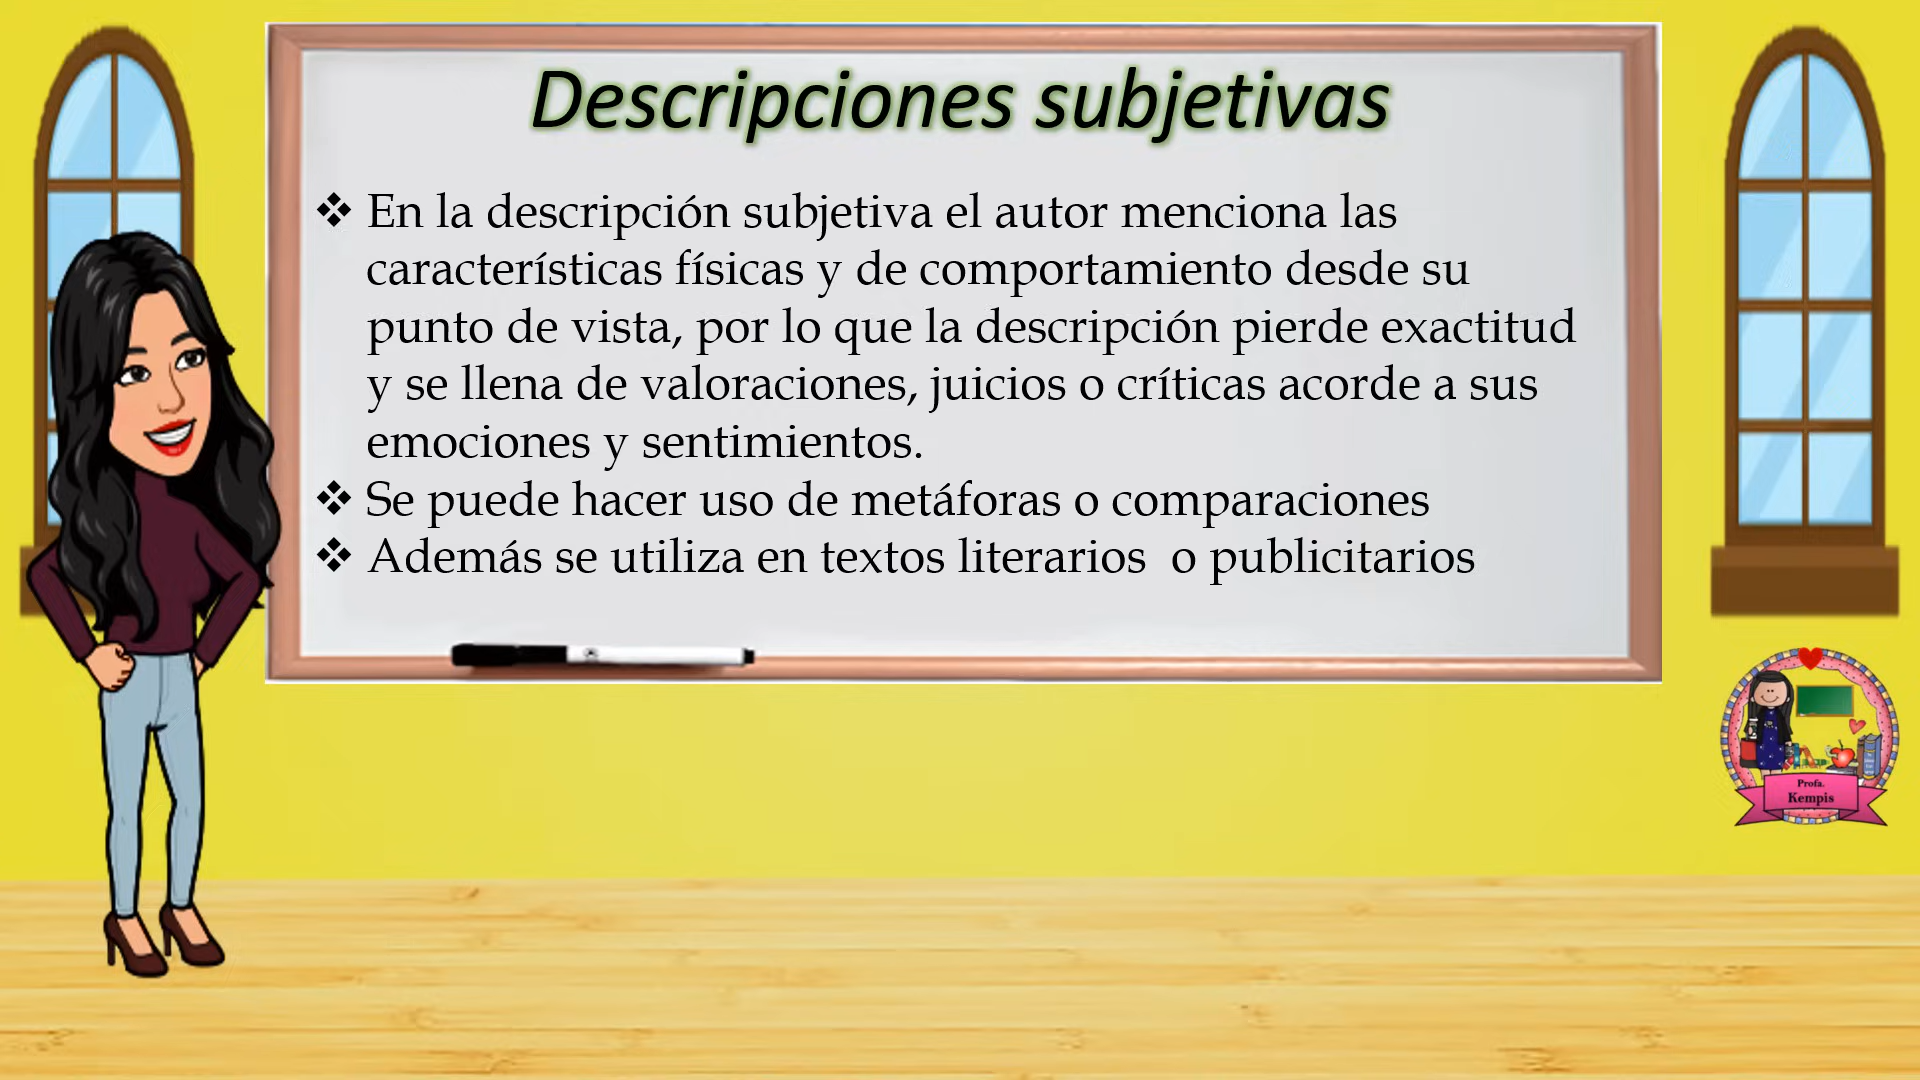 Descripciones subjetivas
❖ En la descripción subjetiva el autor menciona las
características físicas y de comportamiento desde su
punto de vista, por lo que la descripción pierde exactitud
y se llena de valoraciones, juicios o críticas acorde a sus
emociones y sentimientos.
❖ Se puede hacer uso de metáforas o comparaciones
❖ Además se utiliza en textos literarios  o publicitarios
Profa.
Kempis